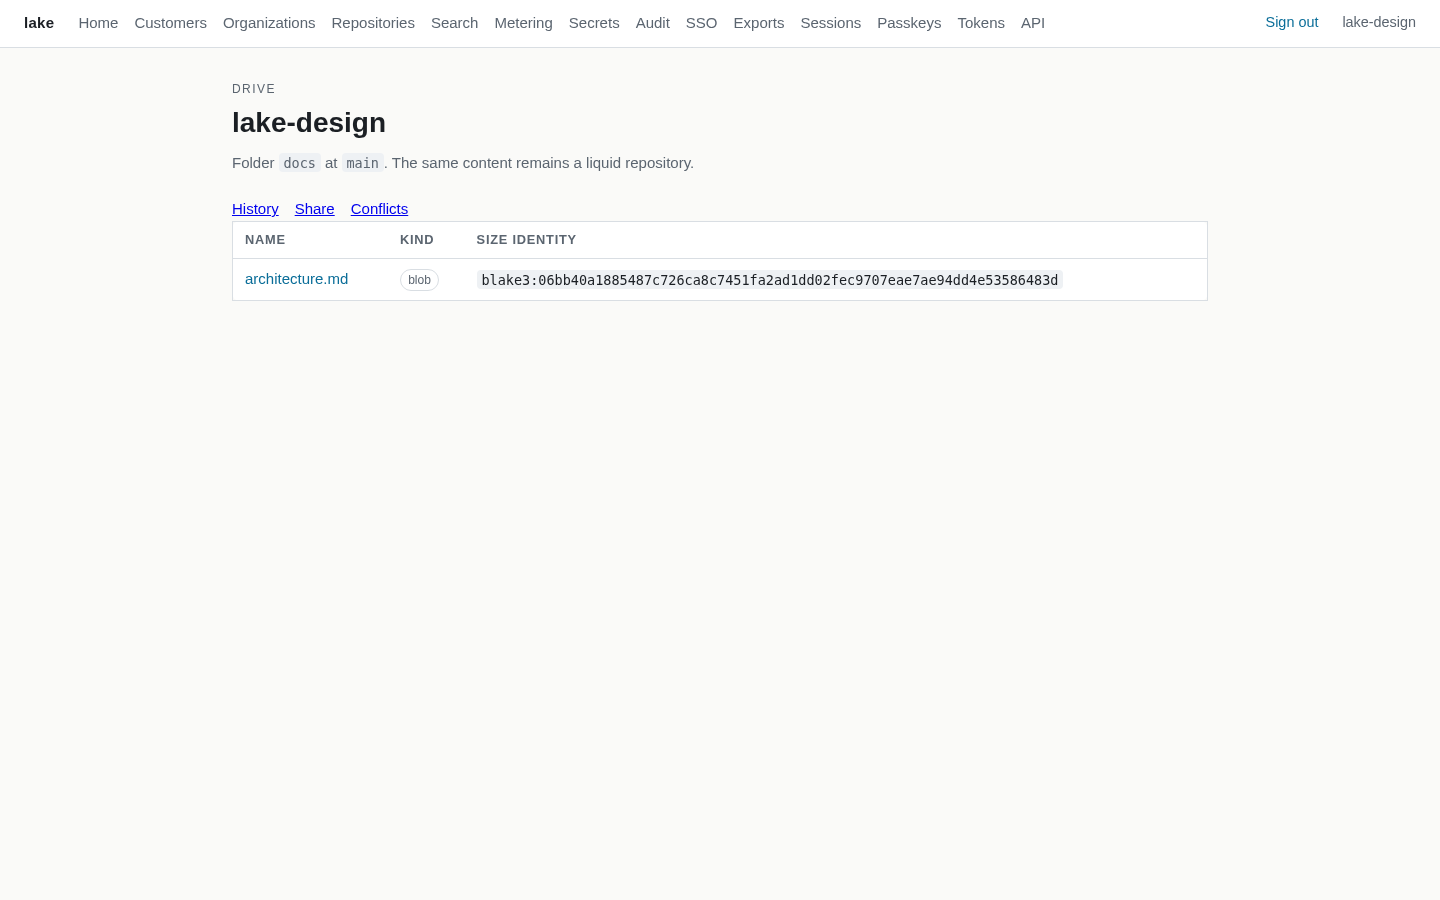 lake Home Customers Organizations Repositories Search Metering Secrets Audit SSO Exports Sessions Passkeys Tokens API Sign out lake-design
DRIVE
lake-design
Folder docs at main. The same content remains a liquid repository.
History Share Conflicts
NAME KIND SIZE IDENTITY
architecture.md blob blake3:06bb40a1885487c726ca8c7451fa2ad1dd02fec9707eae7ae94dd4e53586483d